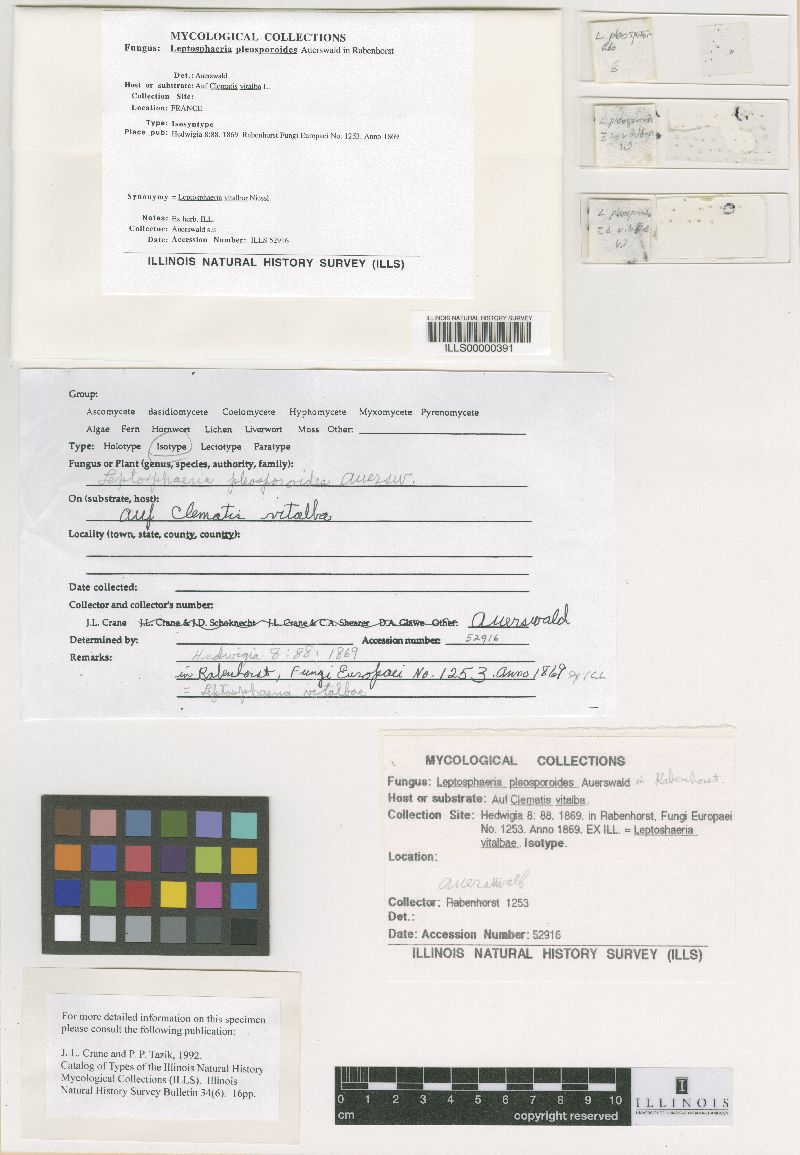 MYCOLOGICAL COLLECTIONS
Fungus: Leptosphaeria pleosporoides Auerswald in Rabenhorst
Det.: Auerswald
Host or substrate: Auf Clematis vitalba L.
Collection Site:
Location: FRANCE
Type: Isosyntype
Place pub: Hedwigia 8:88. 1869. Rabenhorst Fungi Europaei No. 1253. Anno 1869.
Synonymy = Leptosphaeria vitalbae Niessl
Notes: Ex herb. ILL.
Collector: Auerswald s.n.
Date: Accession Number: ILLS 52916
ILLINOIS NATURAL HISTORY SURVEY (ILLS)
ILLINOIS NATURAL HISTORY SURVEY
ILLS00000391
Group:
Ascomycete Basidiomycete Coelomycete Hyphomycete Myxomycete Pyrenomycete
Algae Fern Hornwort Lichen Liverwort Moss Other:
Type: Holotype Isotype Lectotype Paratype
Fungus or Plant (genus, species, authority, family):
Leptosphaeria pleosporoides Auersw.
On (substrate, host):
auf Clematis vitalba
Locality (town, state, county, country):
Date collected:
Collector and collector's number:
J.L. Crane J.L. Crane & J.D. Schoknecht J.L. Crane & C.A. Shearer D.A. Glawe Other: Auerswald
Determined by: Accession number: 52916
Remarks: Hedwigia 8:88: 1869
in Rabenhorst, Fungi Europaei No. 1253. Anno 1869 ex ILL
= Leptosphaeria vitalbae
MYCOLOGICAL COLLECTIONS
Fungus: Leptosphaeria pleosporoides Auerswald in Rabenhorst.
Host or substrate: Auf Clematis vitalba.
Collection Site: Hedwigia 8: 88. 1869. in Rabenhorst, Fungi Europaei
No. 1253. Anno 1869. EX ILL. = Leptoshaeria
vitalbae. Isotype.
Location:
Collector: Rabenhorst 1253
Det.:
Date: Accession Number: 52916
ILLINOIS NATURAL HISTORY SURVEY (ILLS)
For more detailed information on this specimen
please consult the following publication:
J. L. Crane and P. P. Tazik, 1992.
Catalog of Types of the Illinois Natural History
Mycological Collections (ILLS). Illinois
Natural History Survey Bulletin 34(6). 16pp.
0 1 2 3 4 5 6 7 8 9 10
cm copyright reserved
I
ILLINOIS
UNIVERSITY OF ILLINOIS AT URBANA-CHAMPAIGN